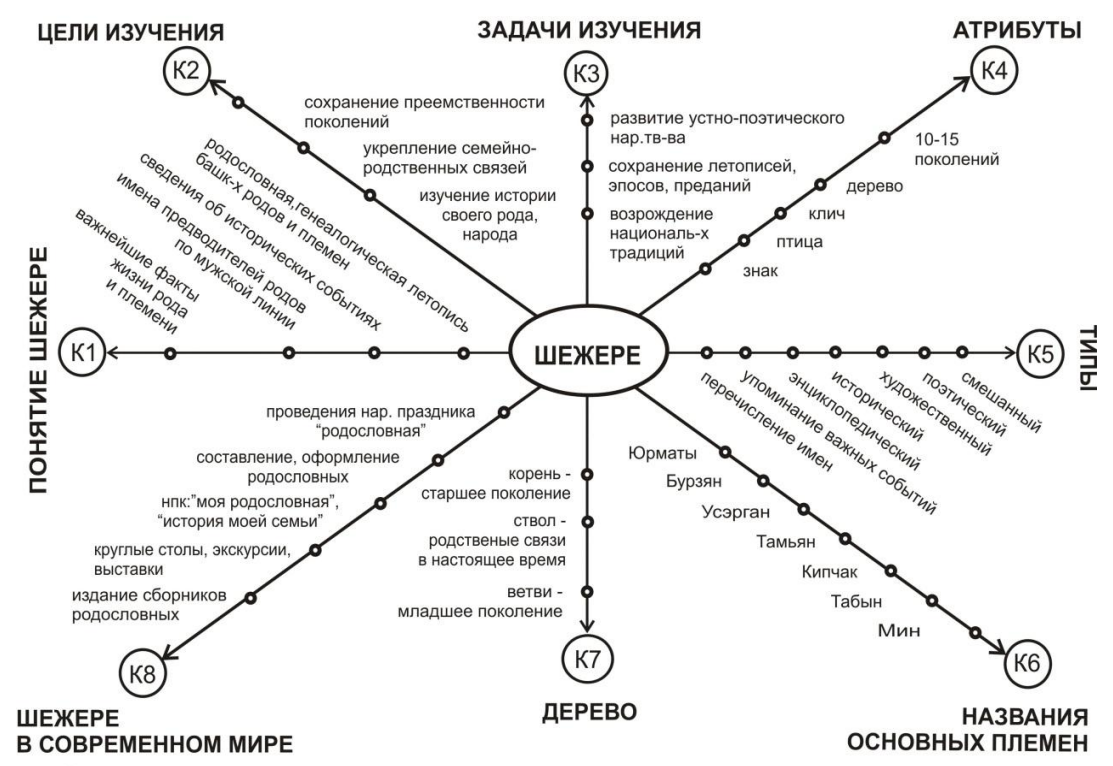 ЦЕЛИ ИЗУЧЕНИЯ
К2
сохранение преемственности
поколений
укрепление семейно-
родственных связей
изучение истории
своего рода,
народа
ЗАДАЧИ ИЗУЧЕНИЯ
К3
развитие устно-поэтического
нар.тв-ва
сохранение летописей,
эпосов, преданий
возрождение
националь-х
традиций
АТРИБУТЫ
К4
10-15
поколений
дерево
клич
птица
знак
ПОНЯТИЕ ШЕЖЕРЕ
К1
важнейшие факты
жизни рода
и племени
имена предводителей родов
по мужской линии
сведения об исторических событиях
родословная,генеалогическая летопись
башк-х родов и племен
ШЕЖЕРЕ
ТИПЫ
К5
перечисление имен
упоминание важных событий
энциклопедический
исторический
художественный
поэтический
смешанный
проведения нар. праздника
“родословная”
составление, оформление
родословных
нпк:”моя родословная”,
“история моей семьи”
круглые столы, экскурсии,
выставки
издание сборников
родословных
К8
ШЕЖЕРЕ
В СОВРЕМЕННОМ МИРЕ
корень -
старшее поколение
ствол -
родственые связи
в настоящее время
ветви -
младшее поколение
К7
ДЕРЕВО
Юрматы
Бурзян
Усэрган
Тамьян
Кипчак
Табын
Мин
К6
НАЗВАНИЯ
ОСНОВНЫХ ПЛЕМЕН